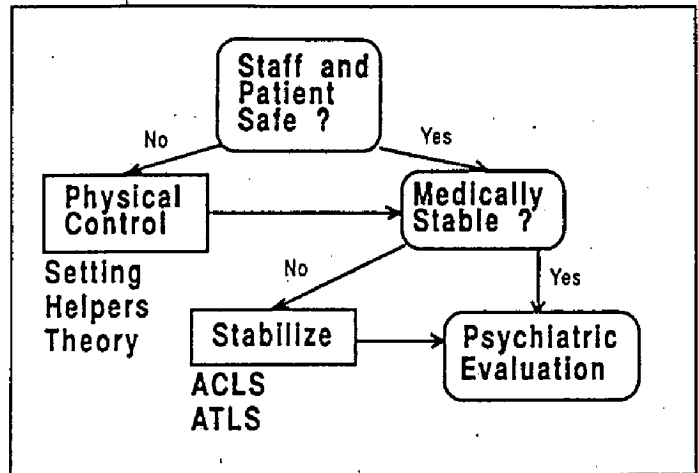 Staff and
Patient
Safe ?
No
Yes
Physical
Control
Medically
Stable ?
Setting
Helpers
Theory
No
Yes
Stabilize
Psychiatric
Evaluation
ACLS
ATLS